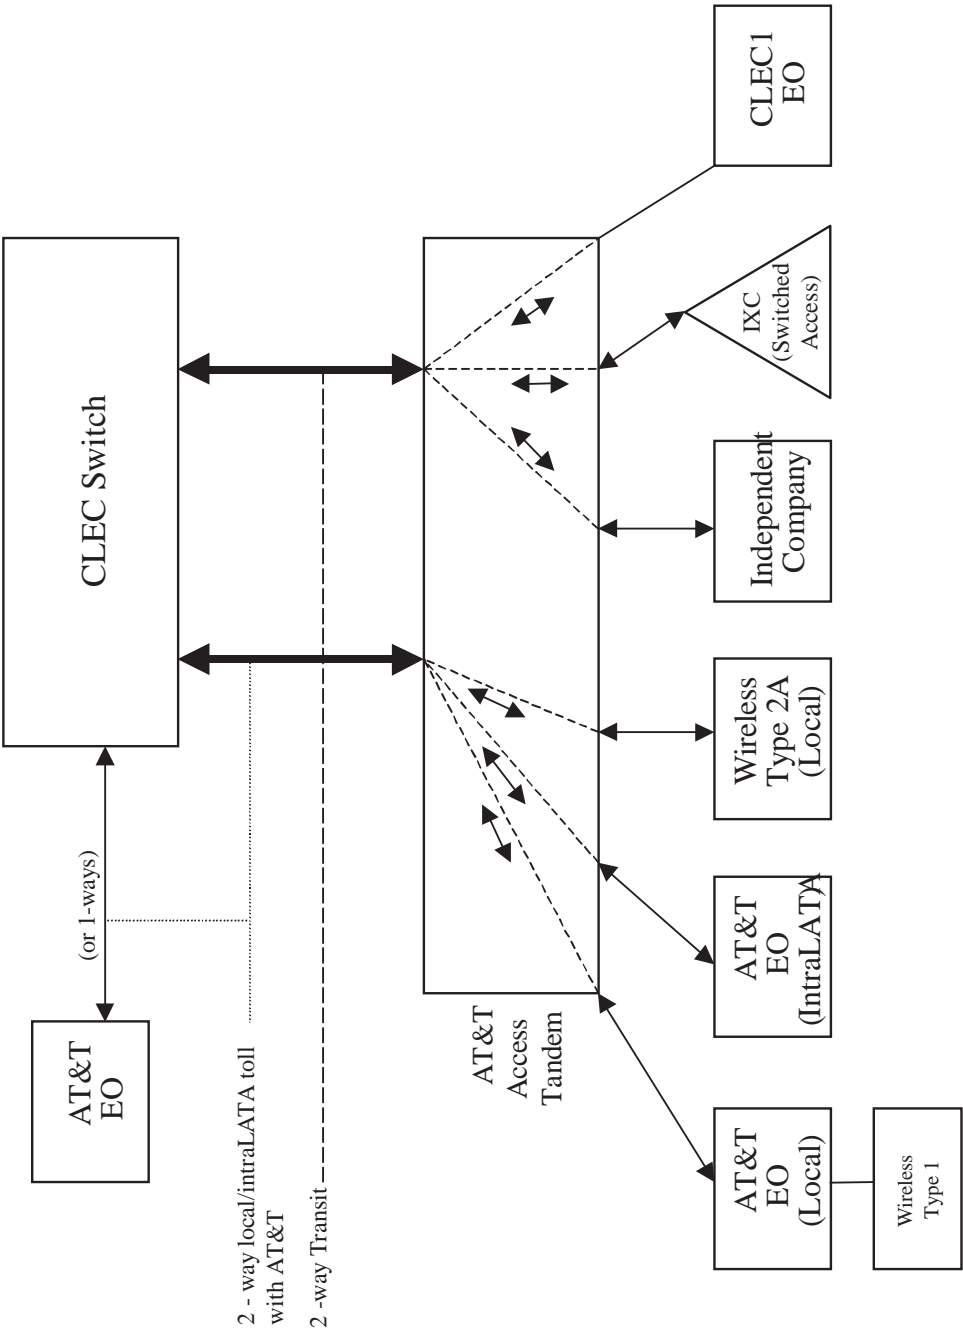 AT&T
EO
(or 1-ways)
CLEC Switch
2 - way local/intraLATA toll
with AT&T
2 -way Transit
AT&T
Access
Tandem
AT&T
EO
(Local)
AT&T
EO
(IntraLATA)
Wireless
Type 2A
(Local)
Independent
Company
IXC
(Switched
Access)
CLEC1
EO
Wireless
Type 1